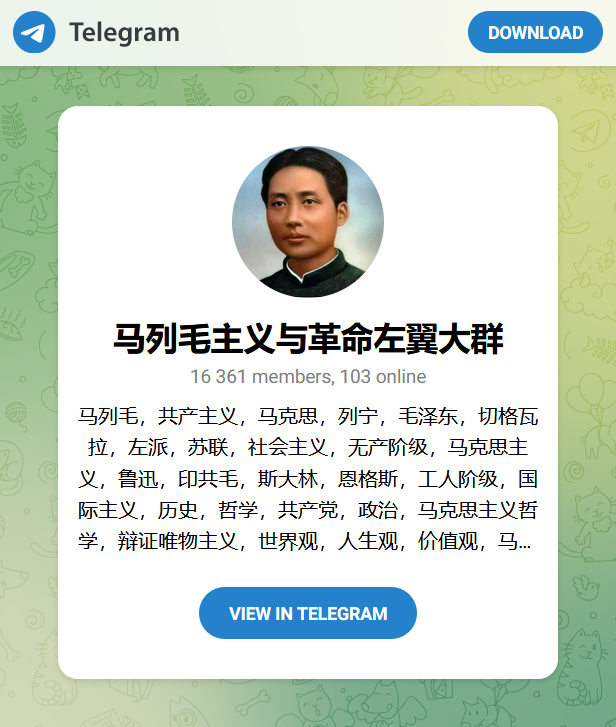 Telegram
DOWNLOAD
马列毛主义与革命左翼大群
16 361 members, 103 online
马列毛，共产主义，马克思，列宁，毛泽东，切格瓦
拉，左派，苏联，社会主义，无产阶级，马克思主
义，鲁迅，印共毛，斯大林，恩格斯，工人阶级，国
际主义，历史，哲学，共产党，政治，马克思主义哲
学，辩证唯物主义，世界观，人生观，价值观，马...
VIEW IN TELEGRAM